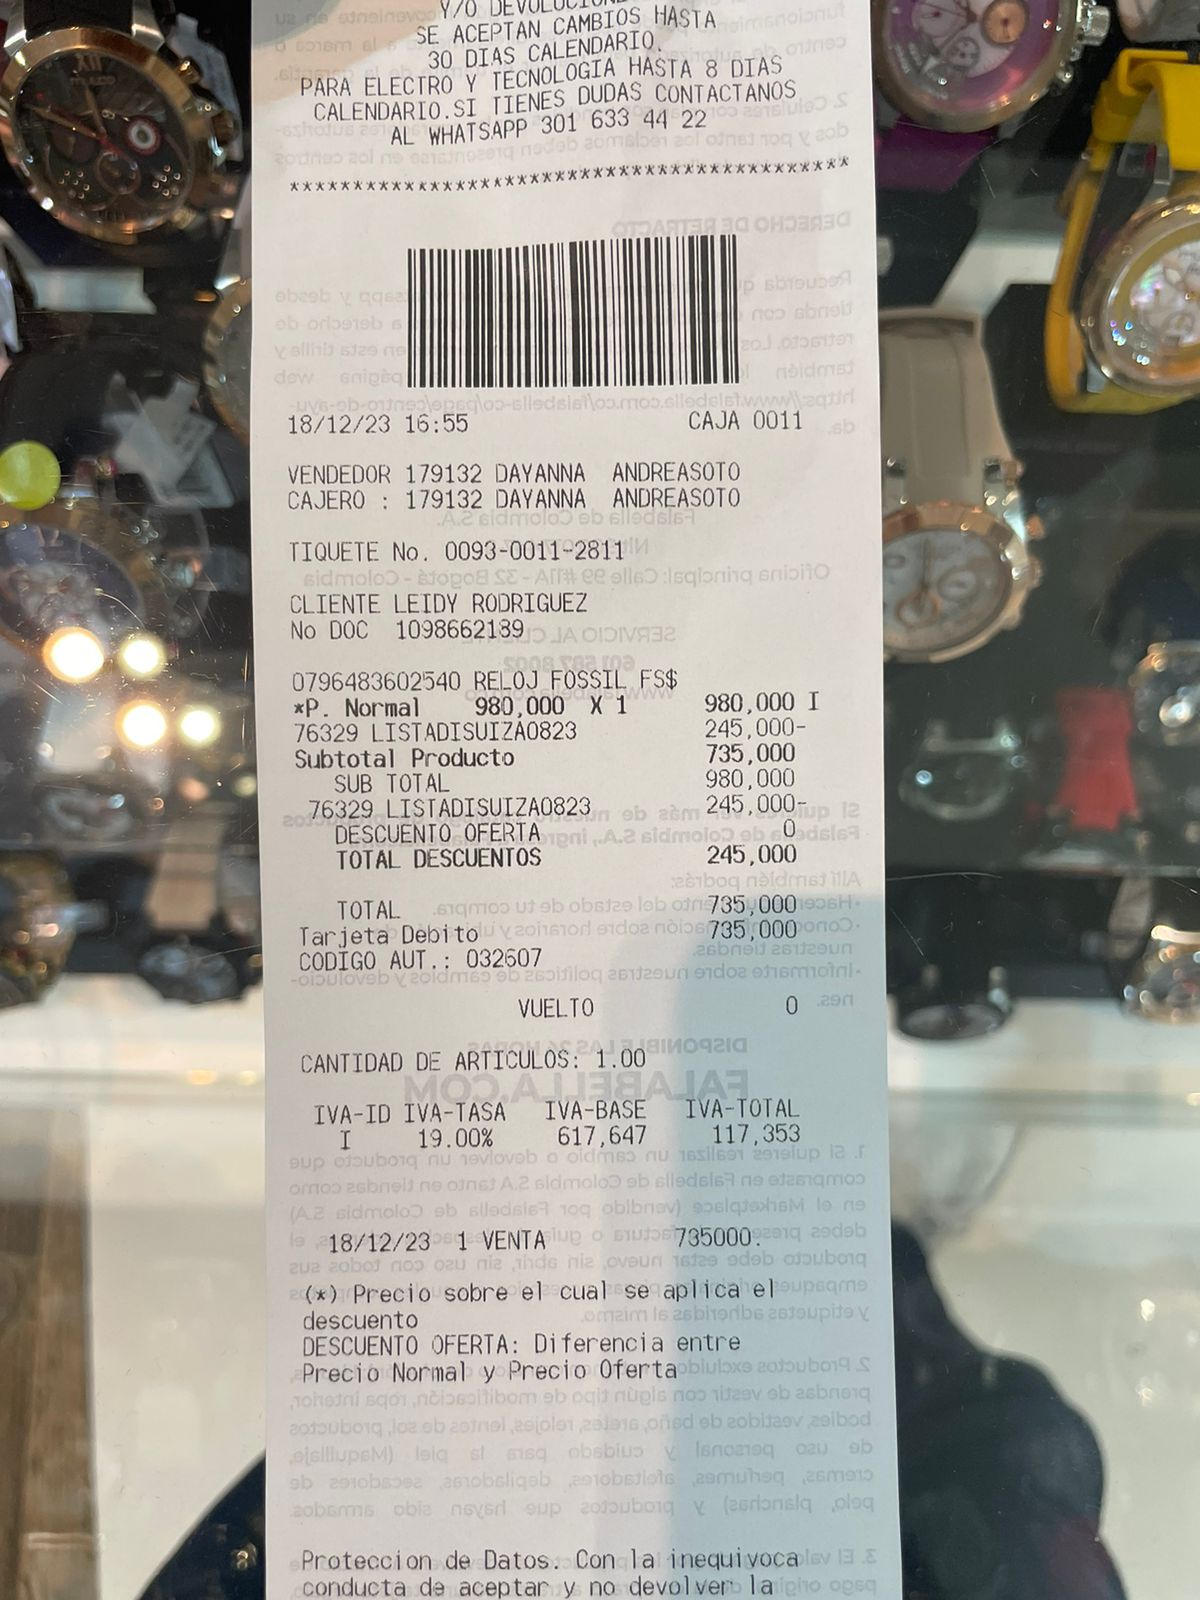 Y/O DEVOLUCIONES
SE ACEPTAN CAMBIOS HASTA
30 DIAS CALENDARIO.
PARA ELECTRO Y TECNOLOGIA HASTA 8 DIAS
CALENDARIO.SI TIENES DUDAS CONTACTANOS
AL WHATSAPP 301 633 44 22
********************************************
18/12/23 16:55 CAJA 0011
VENDEDOR 179132 DAYANNA ANDREASOTO
CAJERO : 179132 DAYANNA ANDREASOTO
TIQUETE No. 0093-0011-2811
CLIENTE LEIDY RODRIGUEZ
No DOC 1098662189
0796483602540 RELOJ FOSSIL FS$
*P. Normal 980,000 X 1 980,000 I
76329 LISTADISUIZA0823 245,000-
Subtotal Producto 735,000
SUB TOTAL 980,000
76329 LISTADISUIZA0823 245,000-
DESCUENTO OFERTA 0
TOTAL DESCUENTOS 245,000
TOTAL 735,000
Tarjeta Debito 735,000
CODIGO AUT.: 032607
VUELTO 0
CANTIDAD DE ARTICULOS: 1.00
IVA-ID IVA-TASA IVA-BASE IVA-TOTAL
I 19.00% 617,647 117,353
18/12/23 1 VENTA 735000.
(*) Precio sobre el cual se aplica el
descuento
DESCUENTO OFERTA: Diferencia entre
Precio Normal y Precio Oferta
Proteccion de Datos. Con la inequivoca
conducta de aceptar y no devolver la